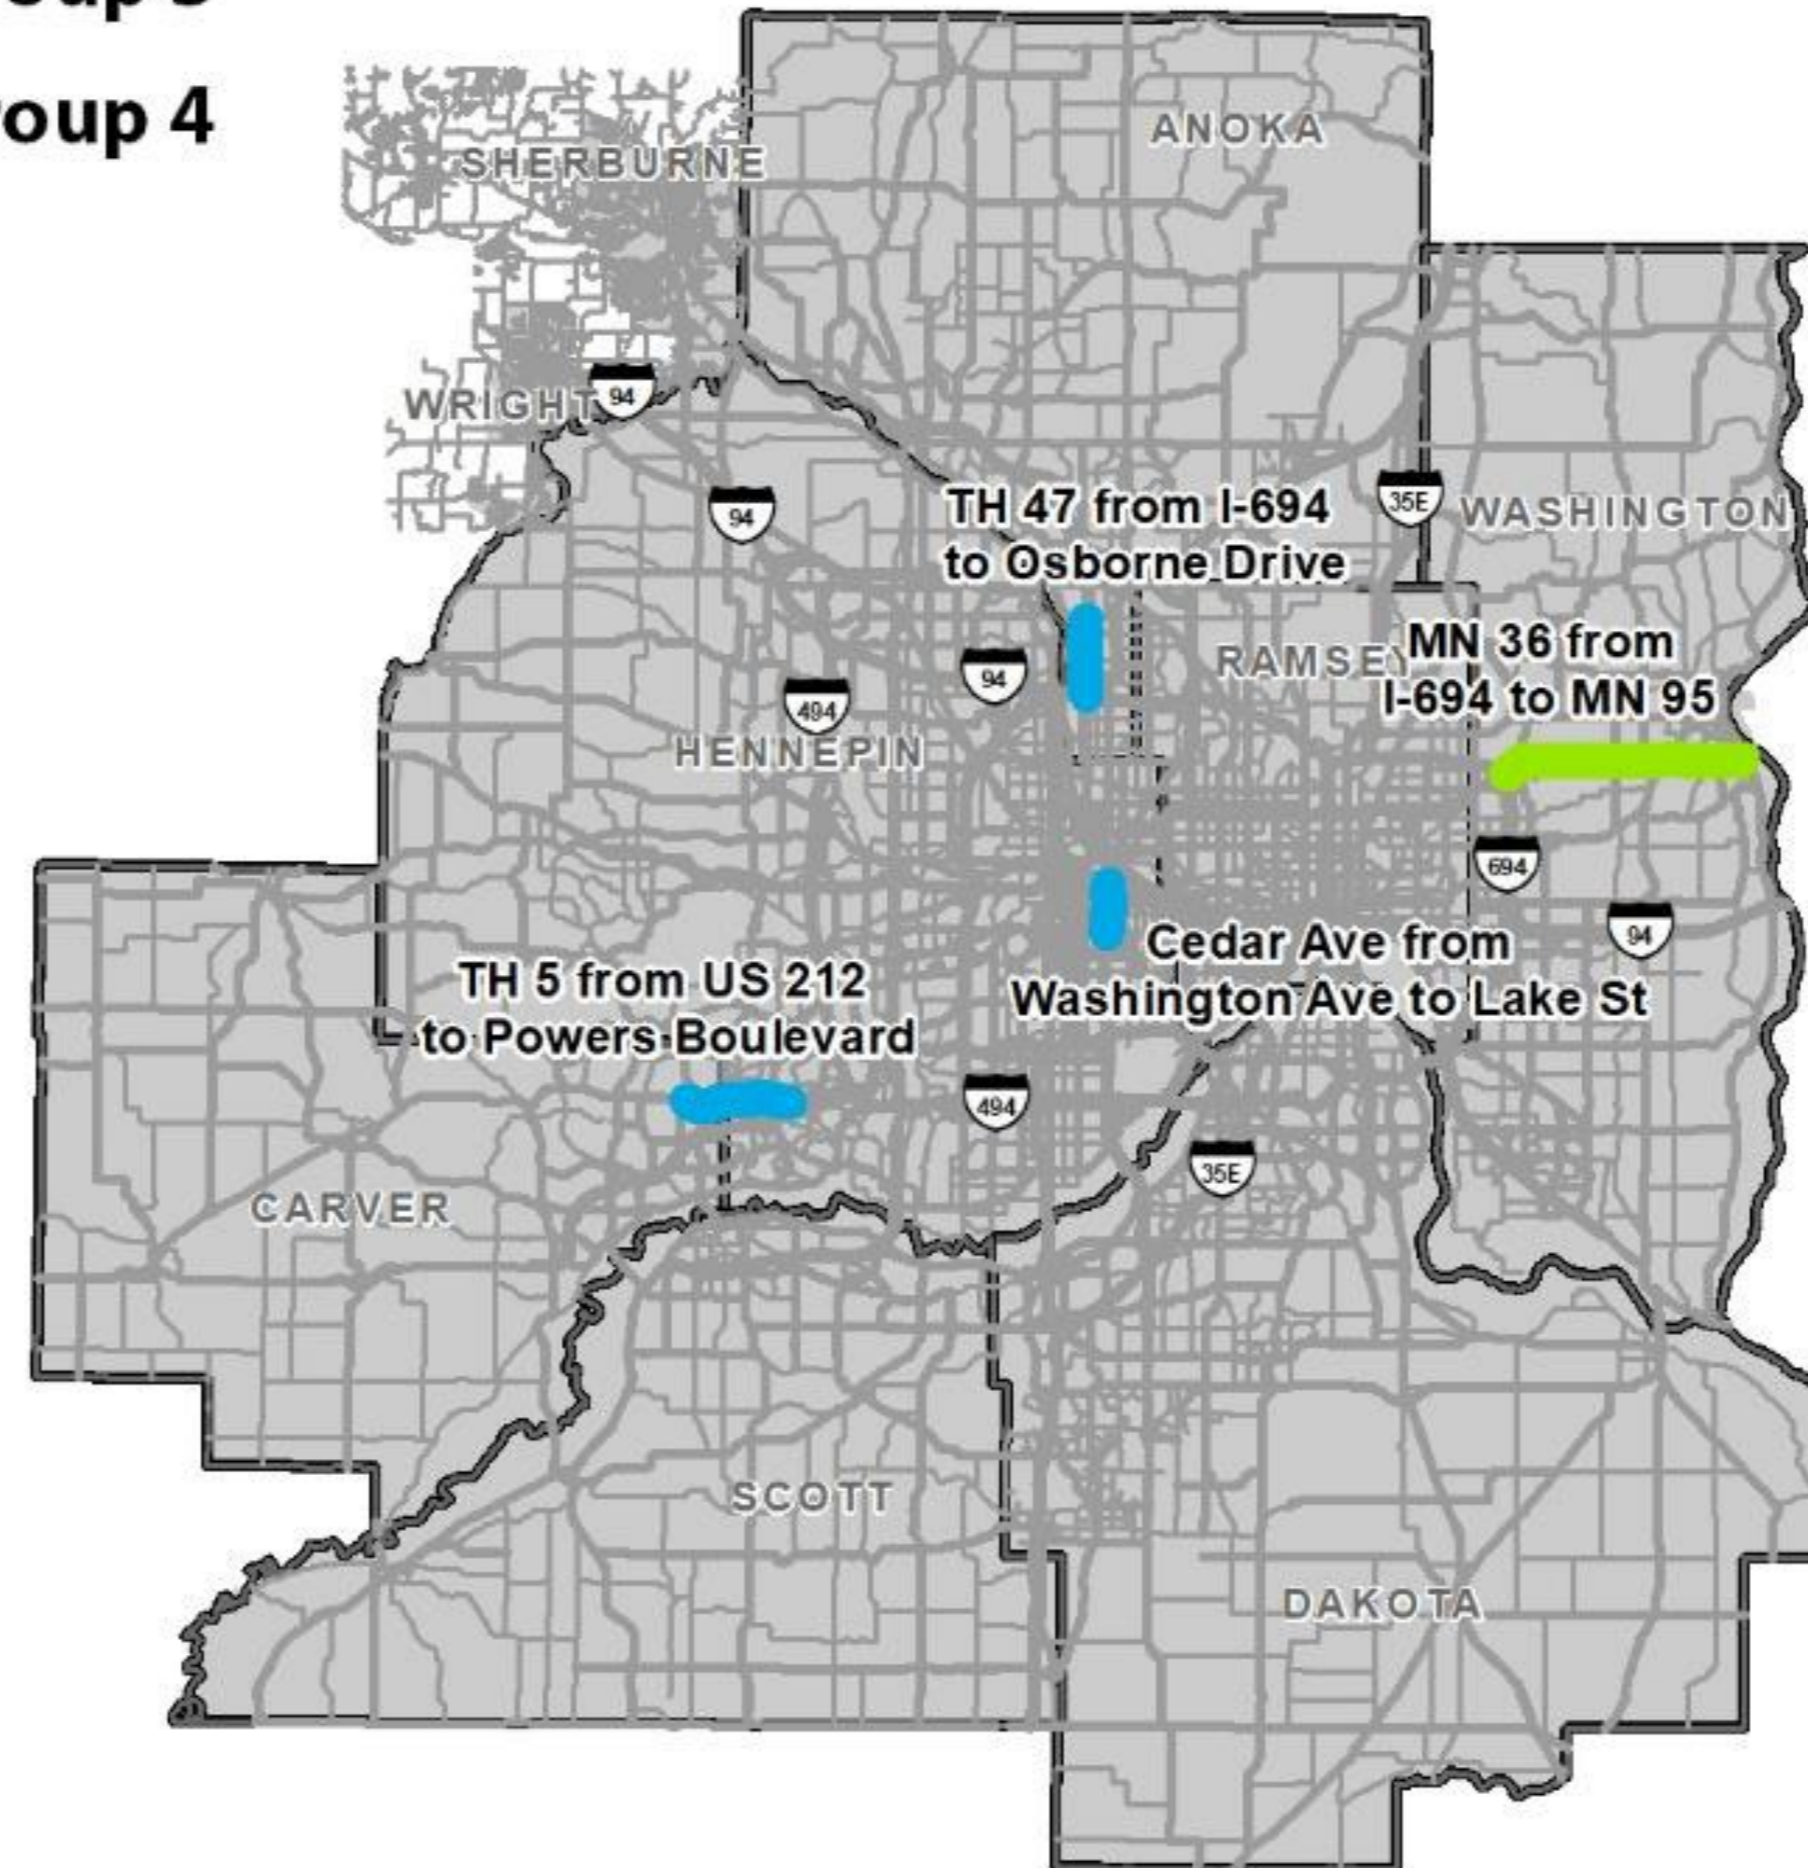 oup 4
ANOKA
SHERBURNE
94
WRIGHT
94
TH 47 from I-694
to Osborne Drive
35E
WASHINGTON
94
RAMSEY
MN 36 from
I-694 to MN 95
494
HENNEPIN
694
94
Cedar Ave from
Washington Ave to Lake St
TH 5 from US 212
to Powers Boulevard
494
35E
CARVER
SCOTT
DAKOTA